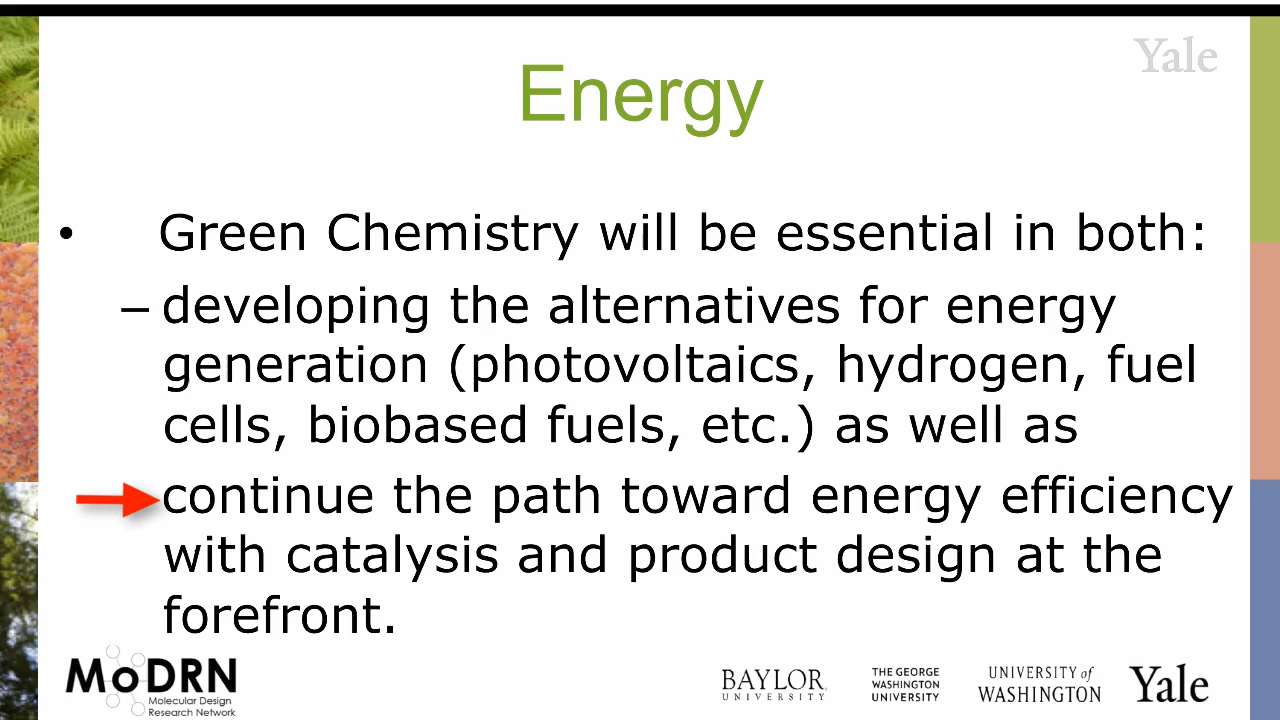 Yale
Energy
• Green Chemistry will be essential in both:
– developing the alternatives for energy
generation (photovoltaics, hydrogen, fuel
cells, biobased fuels, etc.) as well as
continue the path toward energy efficiency
with catalysis and product design at the
forefront.
MoDRN
Molecular Design
Research Network
BAYLOR
UNIVERSITY
THE GEORGE
WASHINGTON
UNIVERSITY
UNIVERSITY of
WASHINGTON
Yale